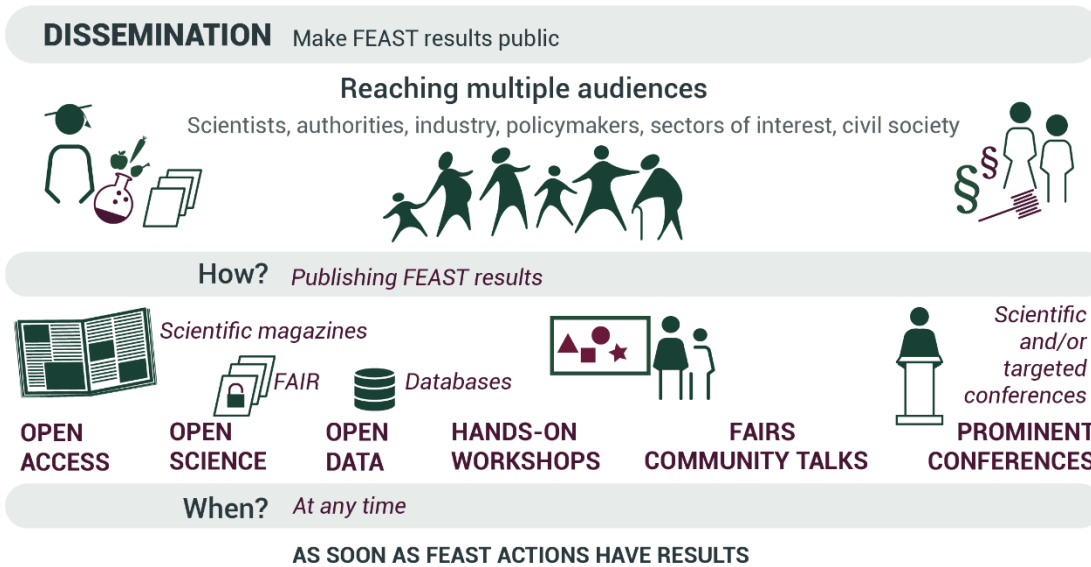 DISSEMINATION Make FEAST results public
Reaching multiple audiences
Scientists, authorities, industry, policymakers, sectors of interest, civil society
§
§
How? Publishing FEAST results
Scientific magazines
FAIR
Databases
Scientific
and/or
targeted
conferences
OPEN
ACCESS
OPEN
SCIENCE
OPEN
DATA
HANDS-ON
WORKSHOPS
FAIRS
COMMUNITY TALKS
PROMINENT
CONFERENCES
When? At any time
AS SOON AS FEAST ACTIONS HAVE RESULTS